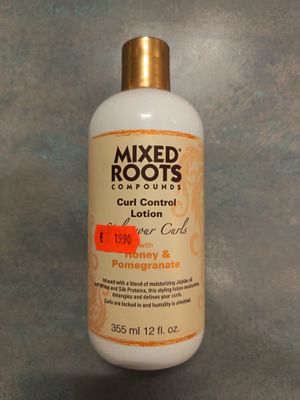 MIXED®
ROOTS
COMPOUNDS
Curl Control
Lotion
your Curls
€ 19.90
with
Honey &
Pomegranate
Infused with a blend of moisturizing Jojoba oil
and Wheat and Silk Proteins, this styling lotion moisturizes,
detangles and defines your curls.
Curls are locked in and humidity is shielded.
355 ml 12 fl. oz.